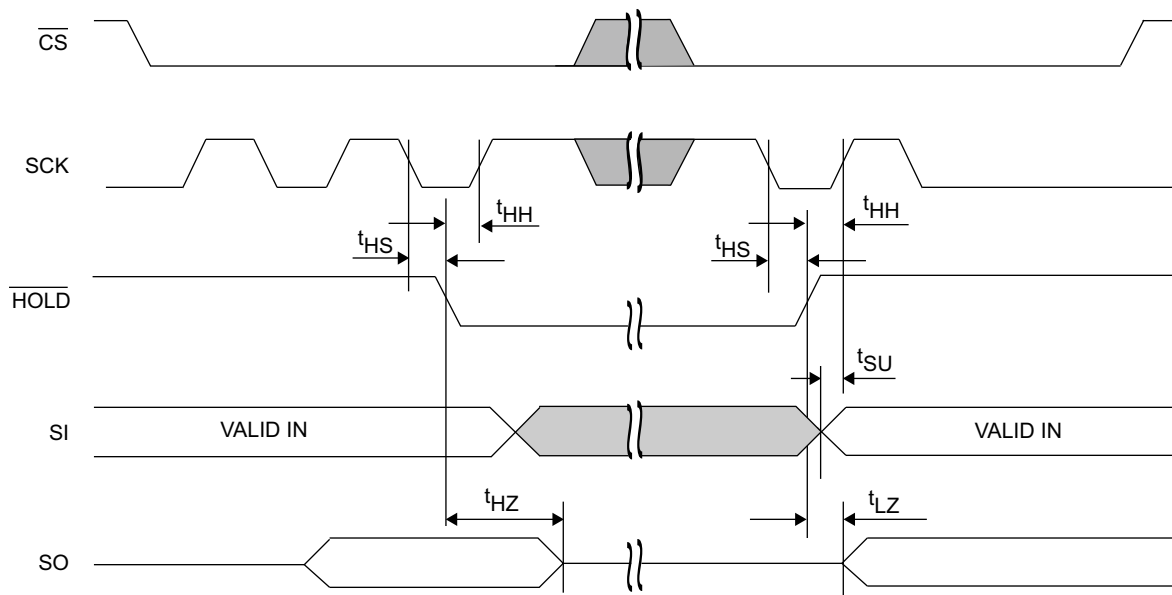 CS
SCK
tHH
tHH
tHS
tHS
HOLD
tSU
SI
VALID IN
VALID IN
tHZ
tLZ
SO